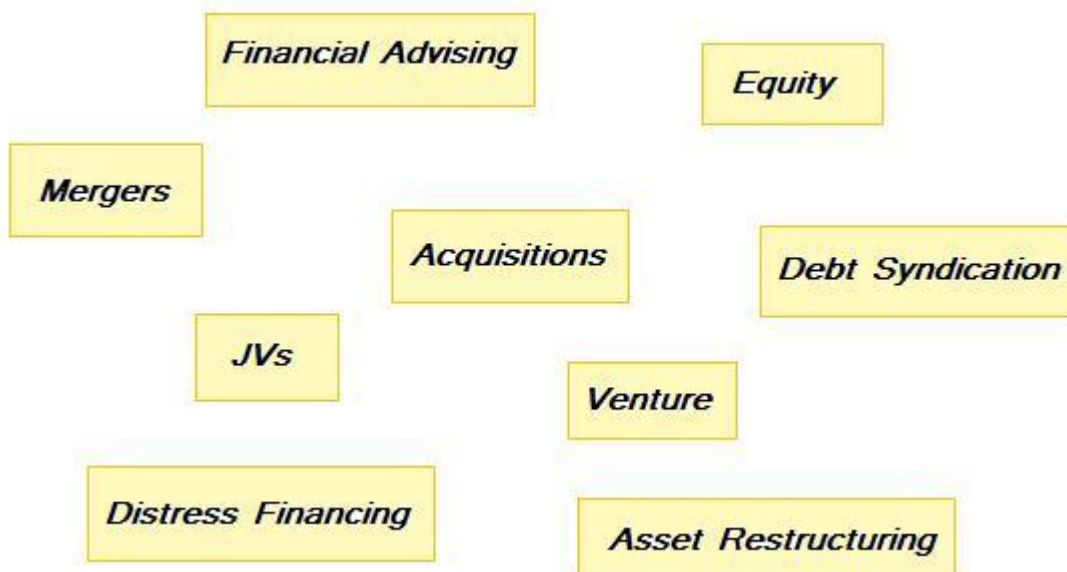 Financial Advising
Equity
Mergers
Acquisitions
Debt Syndication
JVs
Venture
Distress Financing
Asset Restructuring